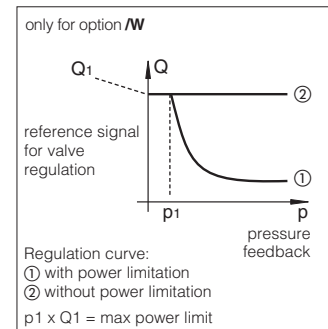 only for option /W
Q1
Q
②
reference signal
for valve
regulation
①
p1
p
pressure
feedback
Regulation curve:
① with power limitation
② without power limitation
p1 x Q1 = max power limit